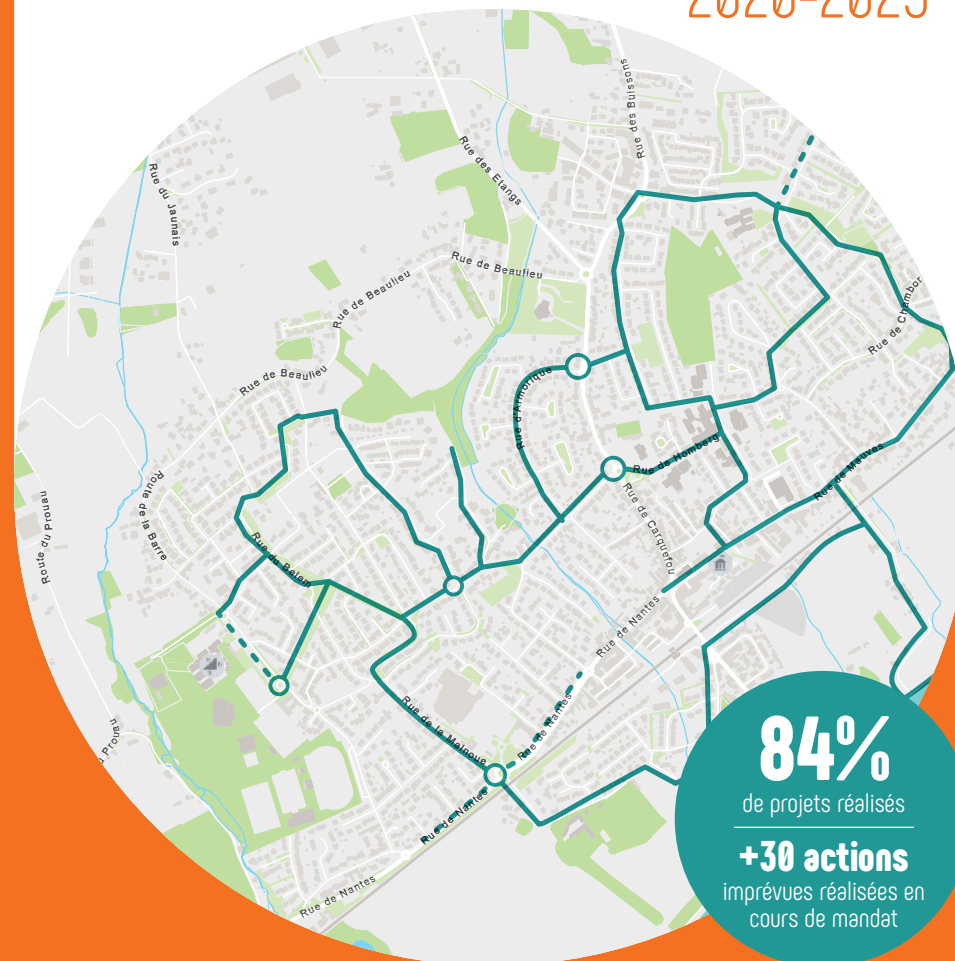 2020-2025
Rue des Buissons
Rue des Etangs
Rue du Jaunais
Rue de Beaulieu
Rue de Beaulieu
Rue de Beaulieu
Rue de Chambor
Rue d'Armorique
Rue de Homberg
Rue de Mauves
Route de la Barre
Route du Prouau
Rue de Carquefou
Rue du Belem
Rue de Nantes
Rue de la Malnoue
Rue de Nantes
Rue de Nantes
u Prouau
Rue de Nantes
84%
de projets réalisés
+30 actions
imprévues réalisées en
cours de mandat